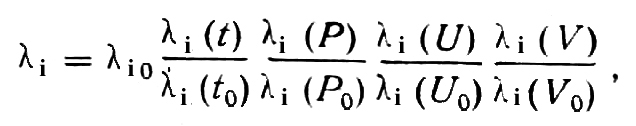 λ_i = λ_{i0} \frac{λ_i (t)}{λ_i (t_0)} \frac{λ_i (P)}{λ_i (P_0)} \frac{λ_i (U)}{λ_i (U_0)} \frac{λ_i (V)}{λ_i (V_0)} ,